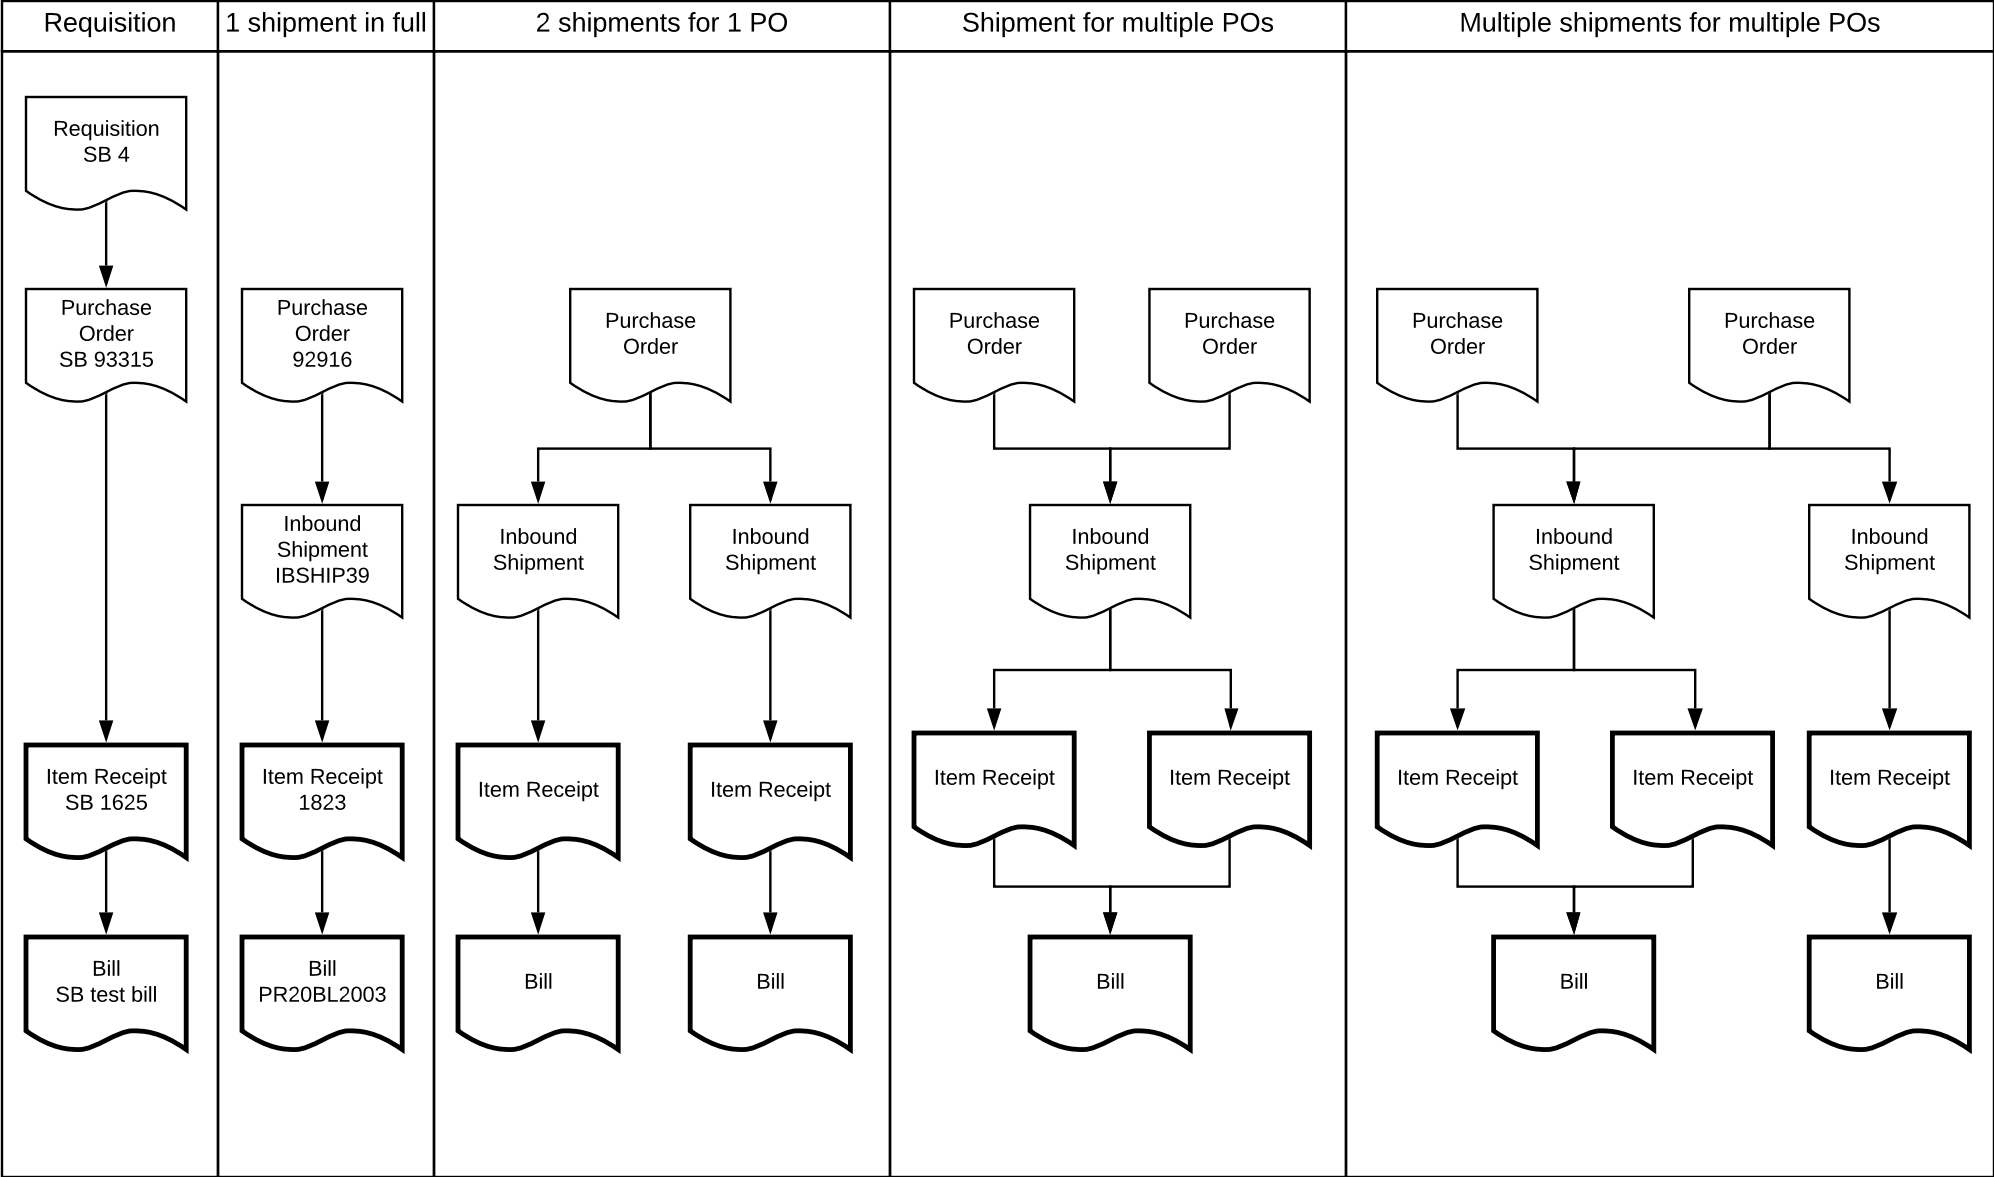 Requisition
1 shipment in full
2 shipments for 1 PO
Shipment for multiple POs
Multiple shipments for multiple POs
Requisition
SB 4
Purchase
Order
SB 93315
Purchase
Order
92916
Purchase
Order
Purchase
Order
Purchase
Order
Purchase
Order
Purchase
Order
Inbound
Shipment
IBSHIP39
Inbound
Shipment
Inbound
Shipment
Inbound
Shipment
Inbound
Shipment
Inbound
Shipment
Item Receipt
SB 1625
Item Receipt
1823
Item Receipt
Item Receipt
Item Receipt
Item Receipt
Item Receipt
Item Receipt
Item Receipt
Bill
SB test bill
Bill
PR20BL2003
Bill
Bill
Bill
Bill
Bill